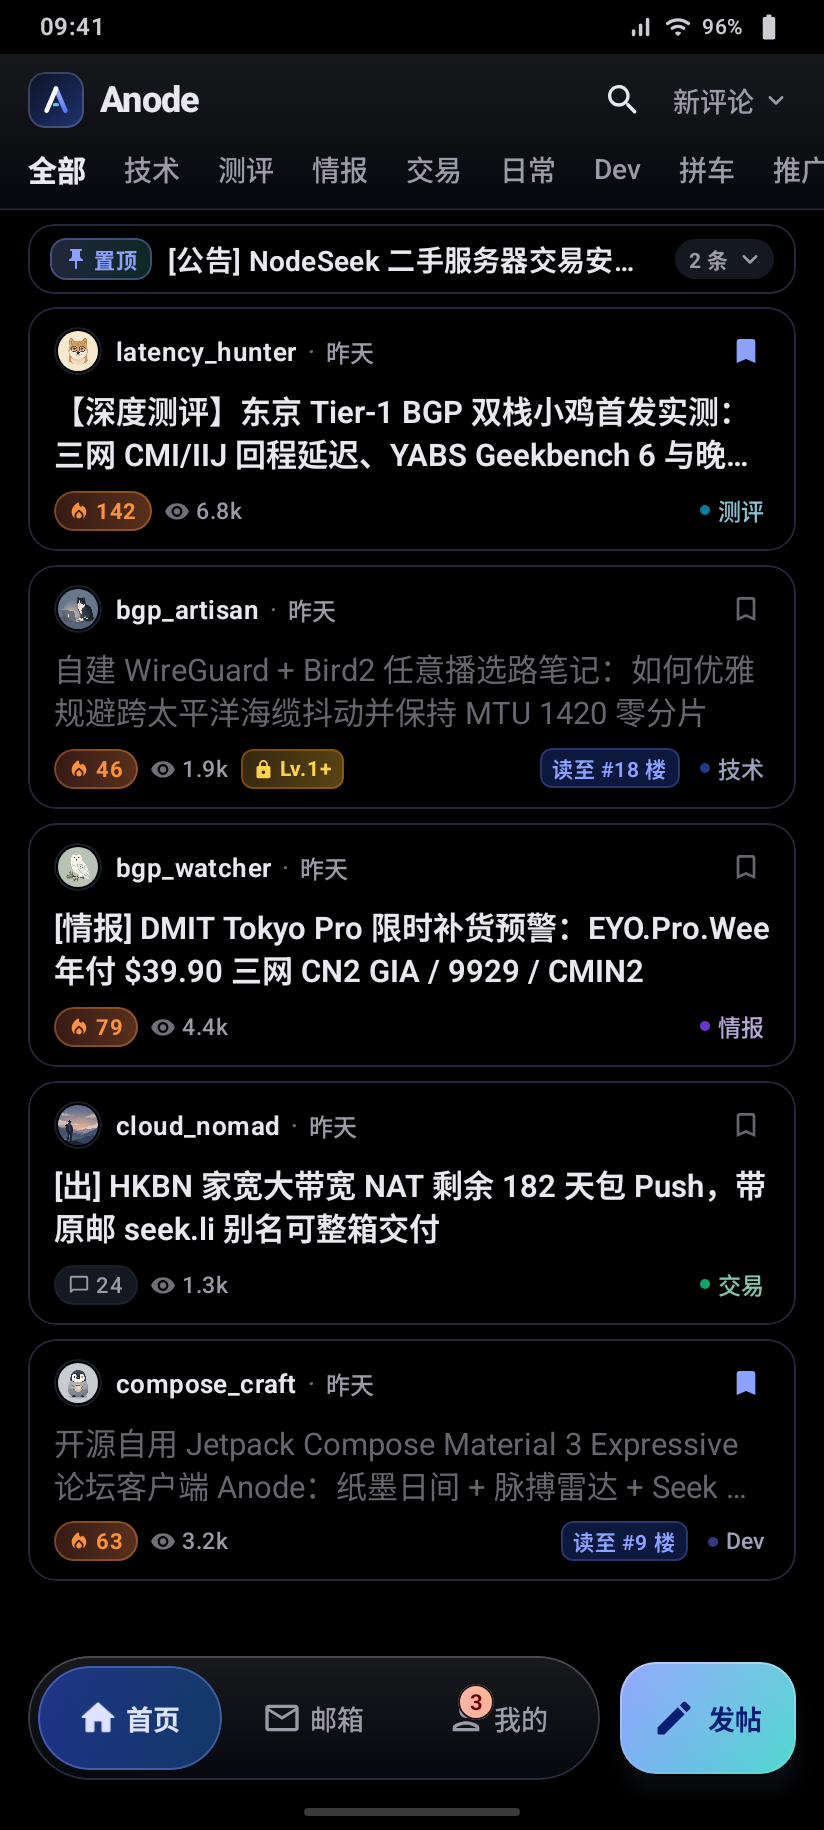 09:41 96%
Anode 新评论
全部 技术 测评 情报 交易 日常 Dev 拼车 推广
置顶 [公告] NodeSeek 二手服务器交易安… 2 条
latency_hunter · 昨天
【深度测评】东京 Tier-1 BGP 双栈小鸡首发实测：
三网 CMI/IIJ 回程延迟、YABS Geekbench 6 与晚…
142 6.8k 测评
bgp_artisan · 昨天
自建 WireGuard + Bird2 任意播选路笔记：如何优雅
规避跨太平洋海缆抖动并保持 MTU 1420 零分片
46 1.9k Lv.1+ 读至 #18 楼 技术
bgp_watcher · 昨天
[情报] DMIT Tokyo Pro 限时补货预警：EYO.Pro.Wee
年付 $39.90 三网 CN2 GIA / 9929 / CMIN2
79 4.4k 情报
cloud_nomad · 昨天
[出] HKBN 家宽大带宽 NAT 剩余 182 天包 Push，带
原邮 seek.li 别名可整箱交付
24 1.3k 交易
compose_craft · 昨天
开源自用 Jetpack Compose Material 3 Expressive
论坛客户端 Anode：纸墨日间 + 脉搏雷达 + Seek …
63 3.2k 读至 #9 楼 Dev
首页 邮箱 3 我的 发帖